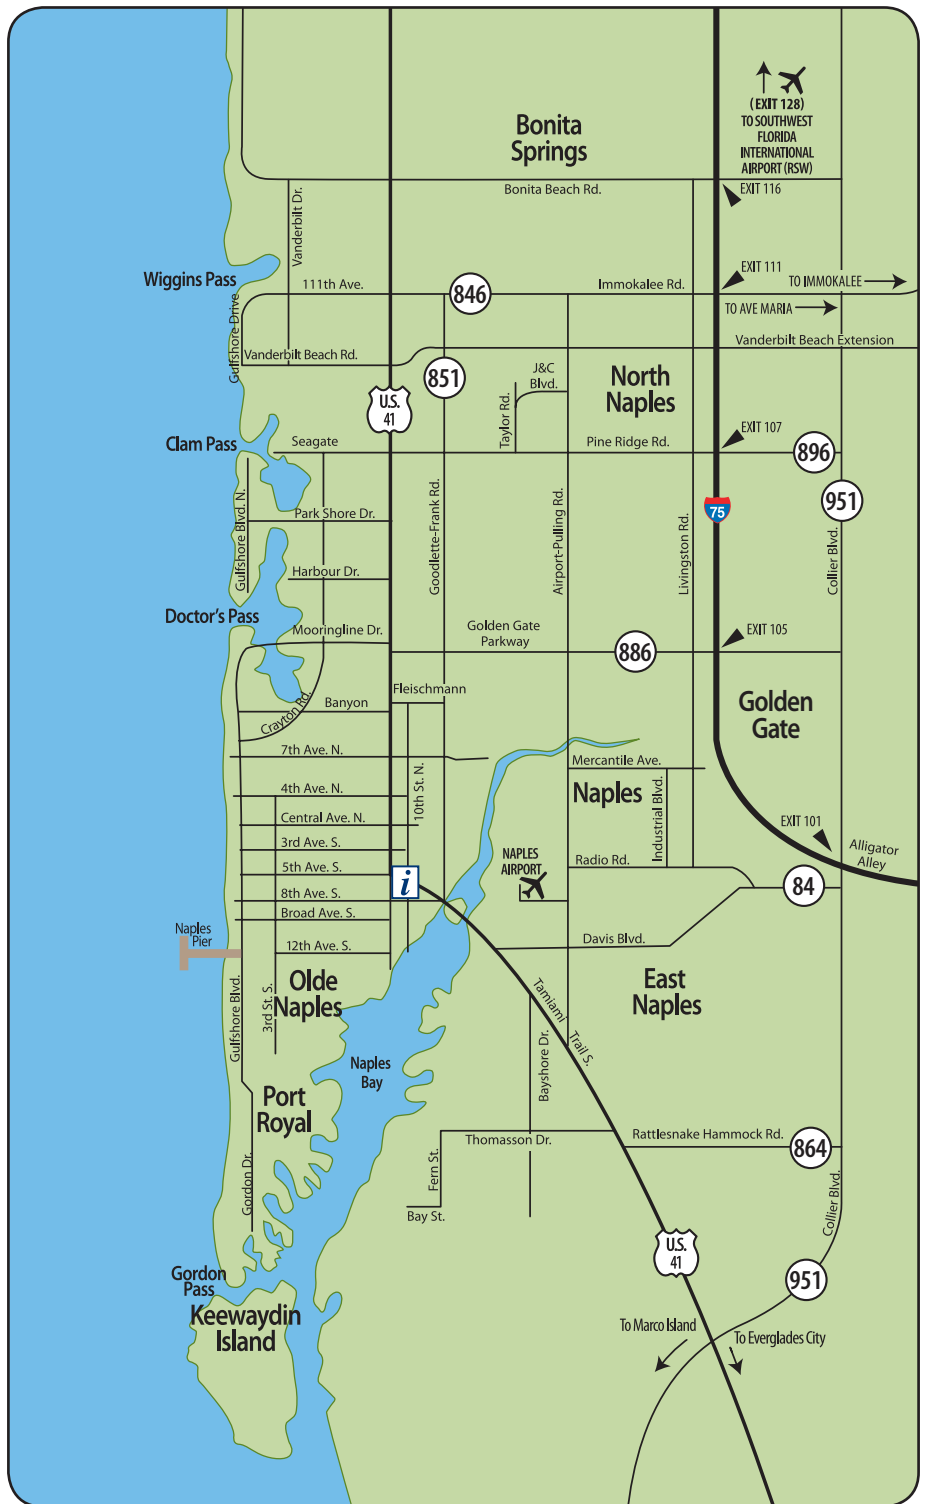 (EXIT 128)
TO SOUTHWEST
FLORIDA
INTERNATIONAL
AIRPORT (RSW)
Bonita
Springs
Bonita Beach Rd.
EXIT 116
Vanderbilt Dr.
Wiggins Pass
111th Ave.
846
Immokalee Rd.
EXIT 111
TO IMMOKALEE
TO AVE MARIA
Gulfshore Drive
Vanderbilt Beach Rd.
Vanderbilt Beach Extension
851
J&C
Blvd.
North
Naples
U.S.
41
Taylor Rd.
EXIT 107
Clam Pass
Seagate
Pine Ridge Rd.
896
951
Gulfshore Blvd. N.
Park Shore Dr.
Goodlette-Frank Rd.
Airport-Pulling Rd.
Livingston Rd.
75
Collier Blvd.
Harbour Dr.
Doctor's Pass
Mooringline Dr.
Golden Gate
Parkway
886
EXIT 105
Fleischmann
Crayton Rd.
Banyon
Golden
Gate
7th Ave. N.
Mercantile Ave.
4th Ave. N.
10th St. N.
Naples
Industrial Blvd.
Central Ave. N.
EXIT 101
3rd Ave. S.
Alligator
Alley
5th Ave. S.
i
NAPLES
AIRPORT
Radio Rd.
84
8th Ave. S.
Broad Ave. S.
Naples
Pier
12th Ave. S.
Davis Blvd.
Olde
Naples
East
Naples
Gulfshore Blvd.
3rd St. S.
Tamiami
Trail S.
Naples
Bay
Bayshore Dr.
Port
Royal
Thomasson Dr.
Rattlesnake Hammock Rd.
864
Gordon Dr.
Fern St.
Bay St.
Collier Blvd.
U.S.
41
Gordon
Pass
951
Keewaydin
Island
To Marco Island
To Everglades City